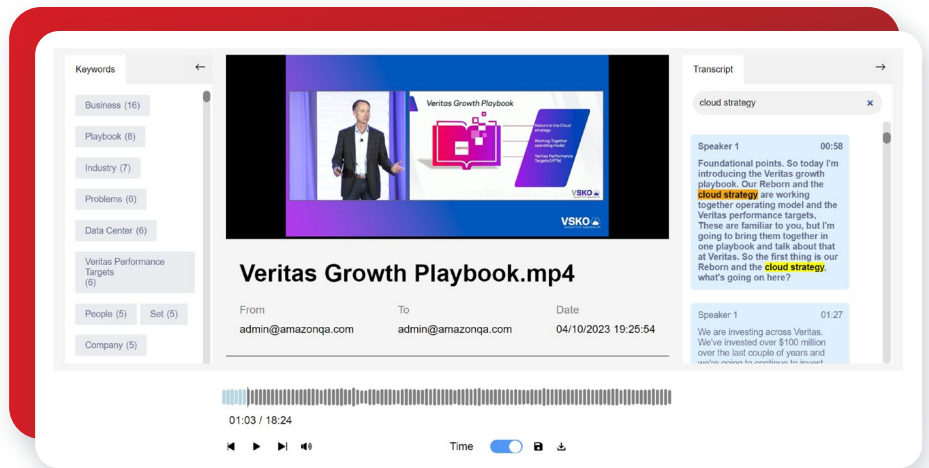 Keywords
Business (16)
Playbook (8)
Industry (7)
Problems (6)
Data Center (6)
Veritas Performance
Targets
(6)
People (5) Set (5)
Company (5)
Veritas Growth Playbook
Reborn in the Cloud
strategy
Working Together
operating model
Veritas Performance
Targets (VPTs)
VSKO
VSKO
Veritas Growth Playbook.mp4
From To Date
admin@amazonqa.com admin@amazonqa.com 04/10/2023 19:25:54
Transcript
cloud strategy x
Speaker 1 00:58
Foundational points. So today I'm
introducing the Veritas growth
playbook. Our Reborn and the
cloud strategy are working
together operating model and the
Veritas performance targets,
These are familiar to you, but I'm
going to bring them together in
one playbook and talk about that
at Veritas. So the first thing is our
Reborn and the cloud strategy,
what's going on here?
Speaker 1 01:27
We are investing across Veritas.
We've invested over $100 million
over the last couple of years and
we're going to continue to invest
01:03 / 18:24
Time